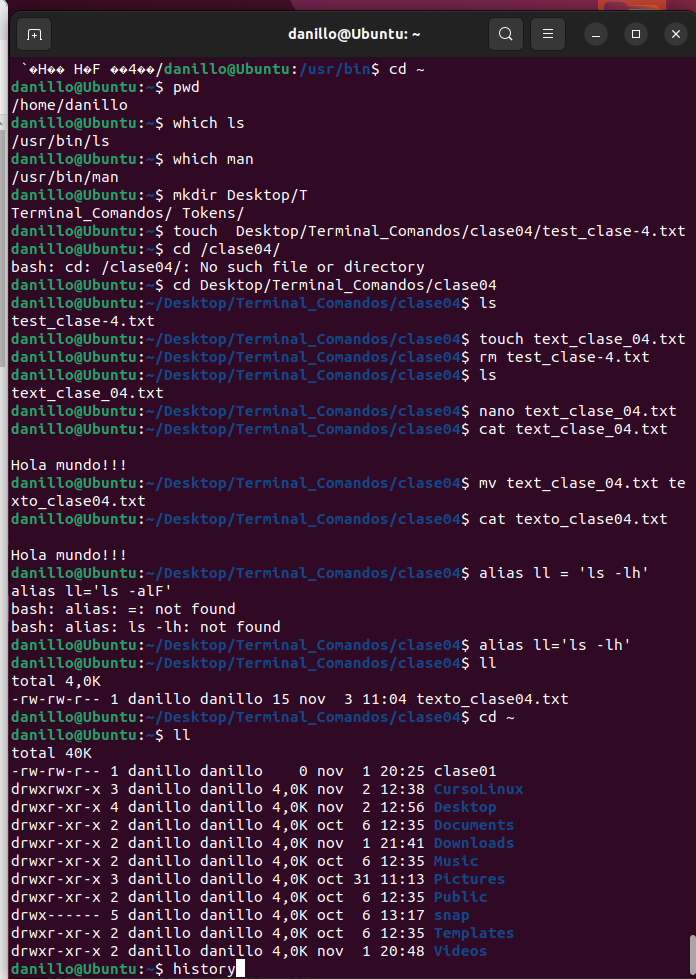 danillo@Ubuntu: ~
`�H�� H�F ��4��/danillo@Ubuntu:/usr/bin$ cd ~
danillo@Ubuntu:~$ pwd
/home/danillo
danillo@Ubuntu:~$ which ls
/usr/bin/ls
danillo@Ubuntu:~$ which man
/usr/bin/man
danillo@Ubuntu:~$ mkdir Desktop/T
Terminal_Comandos/ Tokens/
danillo@Ubuntu:~$ touch  Desktop/Terminal_Comandos/clase04/test_clase-4.txt
danillo@Ubuntu:~$ cd /clase04/
bash: cd: /clase04/: No such file or directory
danillo@Ubuntu:~$ cd Desktop/Terminal_Comandos/clase04
danillo@Ubuntu:~/Desktop/Terminal_Comandos/clase04$ ls
test_clase-4.txt
danillo@Ubuntu:~/Desktop/Terminal_Comandos/clase04$ touch text_clase_04.txt
danillo@Ubuntu:~/Desktop/Terminal_Comandos/clase04$ rm test_clase-4.txt
danillo@Ubuntu:~/Desktop/Terminal_Comandos/clase04$ ls
text_clase_04.txt
danillo@Ubuntu:~/Desktop/Terminal_Comandos/clase04$ nano text_clase_04.txt
danillo@Ubuntu:~/Desktop/Terminal_Comandos/clase04$ cat text_clase_04.txt
Hola mundo!!!
danillo@Ubuntu:~/Desktop/Terminal_Comandos/clase04$ mv text_clase_04.txt te
xto_clase04.txt
danillo@Ubuntu:~/Desktop/Terminal_Comandos/clase04$ cat texto_clase04.txt
Hola mundo!!!
danillo@Ubuntu:~/Desktop/Terminal_Comandos/clase04$ alias ll = 'ls -lh'
alias ll='ls -alF'
bash: alias: =: not found
bash: alias: ls -lh: not found
danillo@Ubuntu:~/Desktop/Terminal_Comandos/clase04$ alias ll='ls -lh'
danillo@Ubuntu:~/Desktop/Terminal_Comandos/clase04$ ll
total 4,0K
-rw-rw-r-- 1 danillo danillo 15 nov  3 11:04 texto_clase04.txt
danillo@Ubuntu:~/Desktop/Terminal_Comandos/clase04$ cd ~
danillo@Ubuntu:~$ ll
total 40K
-rw-rw-r-- 1 danillo danillo    0 nov  1 20:25 clase01
drwxrwxr-x 3 danillo danillo 4,0K nov  2 12:38 CursoLinux
drwxr-xr-x 4 danillo danillo 4,0K nov  2 12:56 Desktop
drwxr-xr-x 2 danillo danillo 4,0K oct  6 12:35 Documents
drwxr-xr-x 2 danillo danillo 4,0K nov  1 21:41 Downloads
drwxr-xr-x 2 danillo danillo 4,0K oct  6 12:35 Music
drwxr-xr-x 3 danillo danillo 4,0K oct 31 11:13 Pictures
drwxr-xr-x 2 danillo danillo 4,0K oct  6 12:35 Public
drwx------ 5 danillo danillo 4,0K oct  6 13:17 snap
drwxr-xr-x 2 danillo danillo 4,0K oct  6 12:35 Templates
drwxr-xr-x 2 danillo danillo 4,0K nov  1 20:48 Videos
danillo@Ubuntu:~$ history